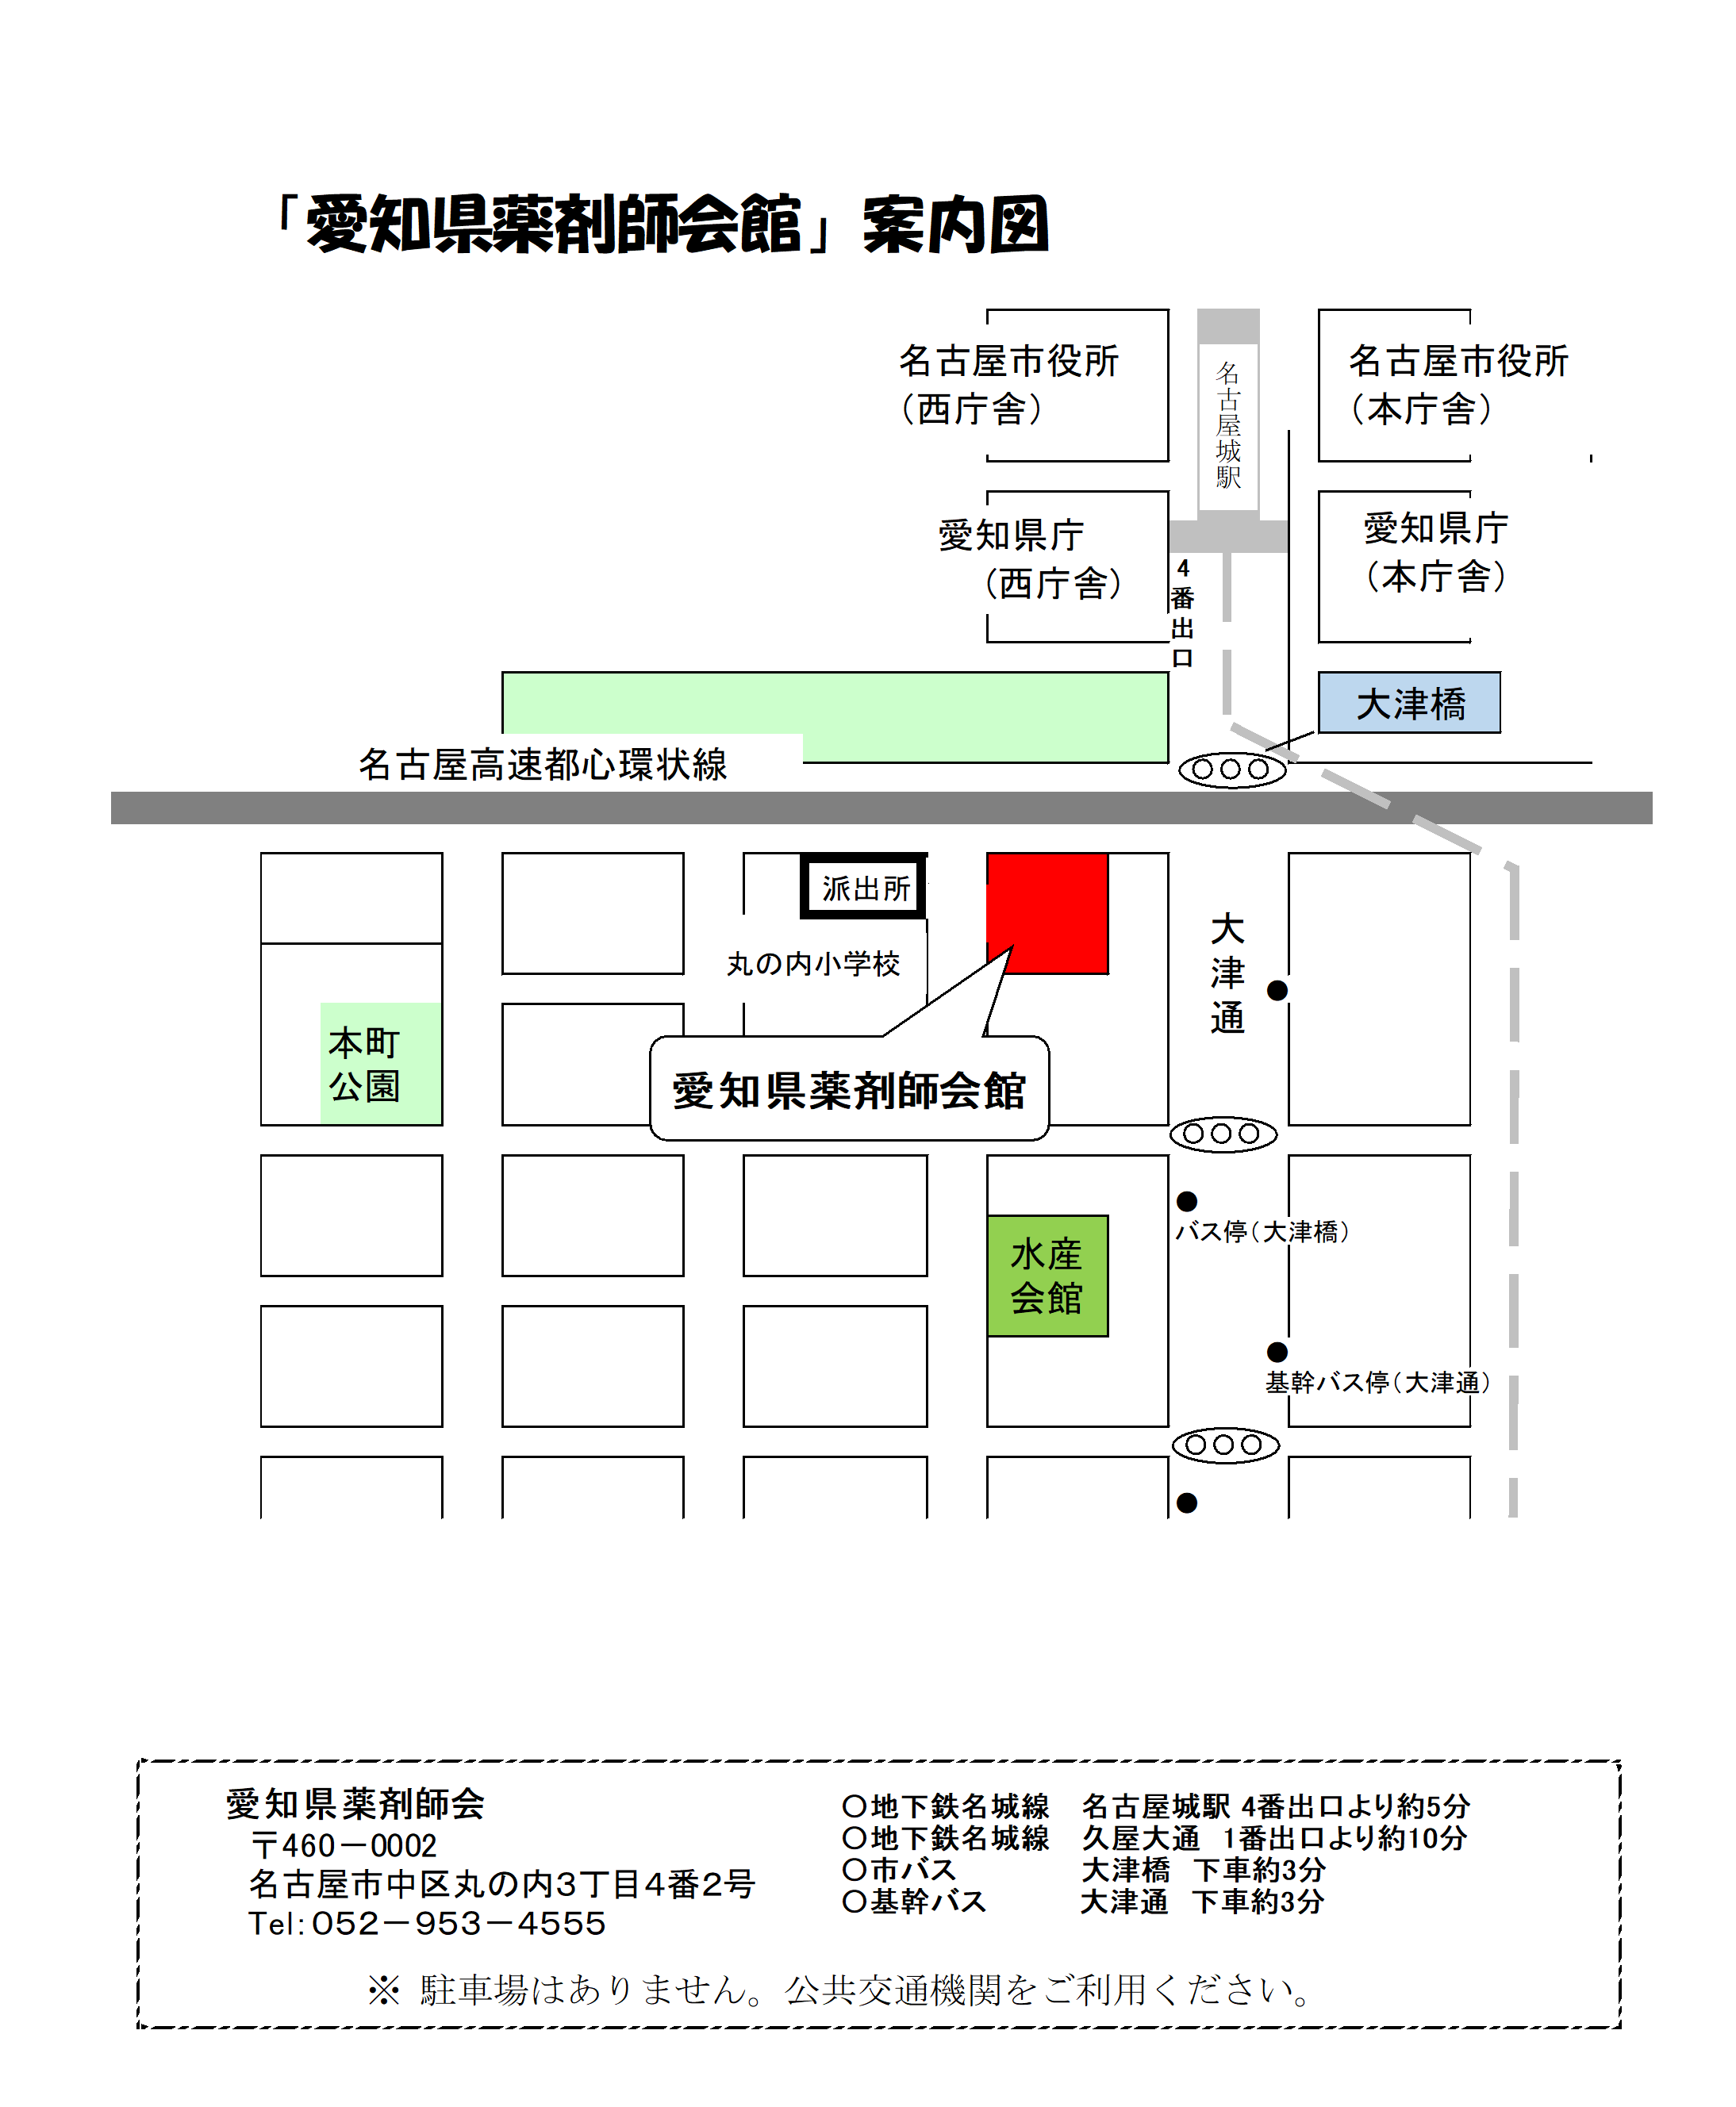 「愛知県薬剤師会館」案内図
名古屋市役所
（西庁舎）
名古屋城駅
名古屋市役所
（本庁舎）
愛知県庁
（西庁舎）
4番出口
愛知県庁
（本庁舎）
大津橋
名古屋高速都心環状線
派出所
丸の内小学校
大津通
本町
公園
愛知県薬剤師会館
バス停（大津橋）
水産
会館
基幹バス停（大津通）
愛知県薬剤師会
〒460－0002
名古屋市中区丸の内3丁目4番2号
Tel：052－953－4555
○地下鉄名城線　名古屋城駅 4番出口より約5分
○地下鉄名城線　久屋大通　1番出口より約10分
○市バス　大津橋　下車約3分
○基幹バス　大津通　下車約3分
※ 駐車場はありません。公共交通機関をご利用ください。